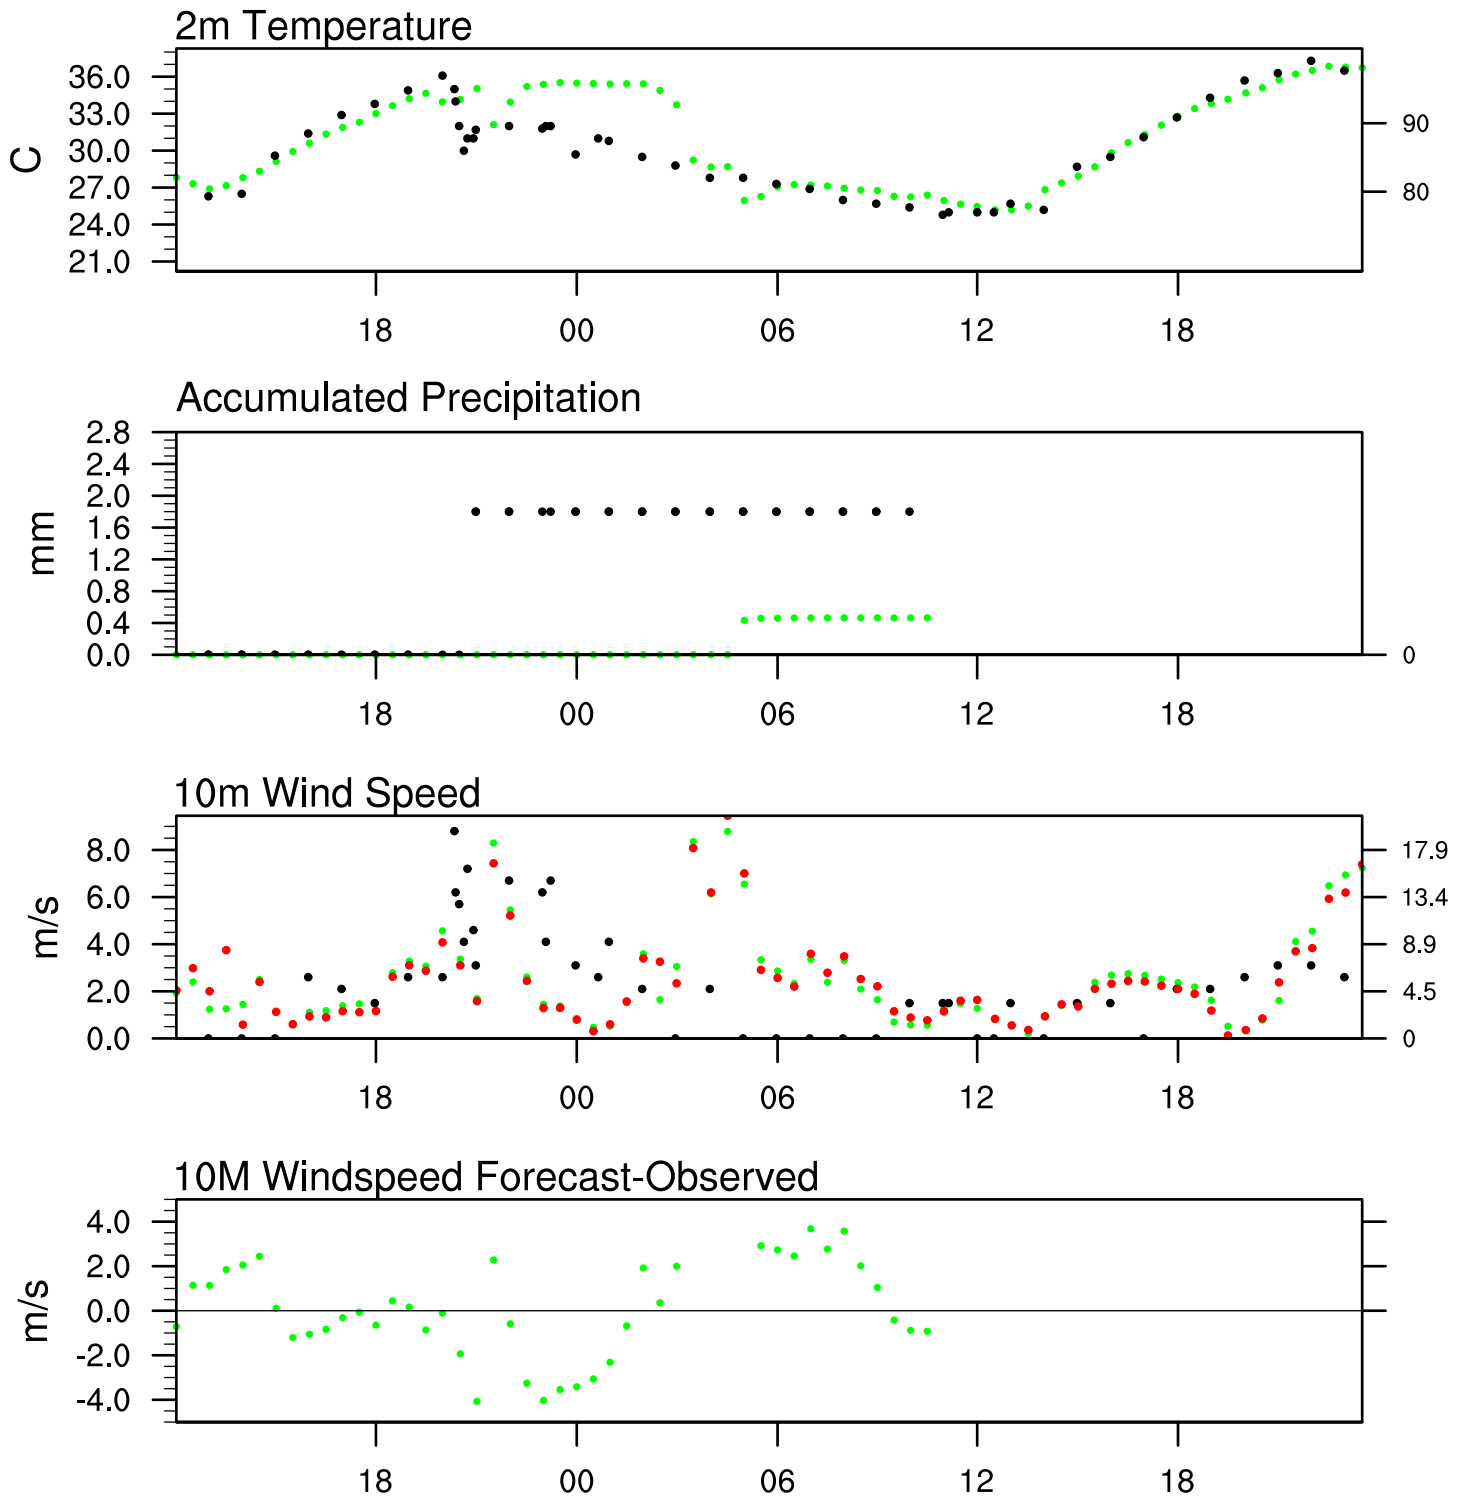 2m Temperature
36.0
33.0
30.0
27.0
24.0
21.0
C
90
80
18 00 06 12 18
Accumulated Precipitation
2.8
2.4
2.0
1.6
1.2
0.8
0.4
0.0
mm
0
18 00 06 12 18
10m Wind Speed
8.0
6.0
4.0
2.0
0.0
m/s
17.9
13.4
8.9
4.5
0
18 00 06 12 18
10M Windspeed Forecast-Observed
4.0
2.0
0.0
-2.0
-4.0
m/s
18 00 06 12 18